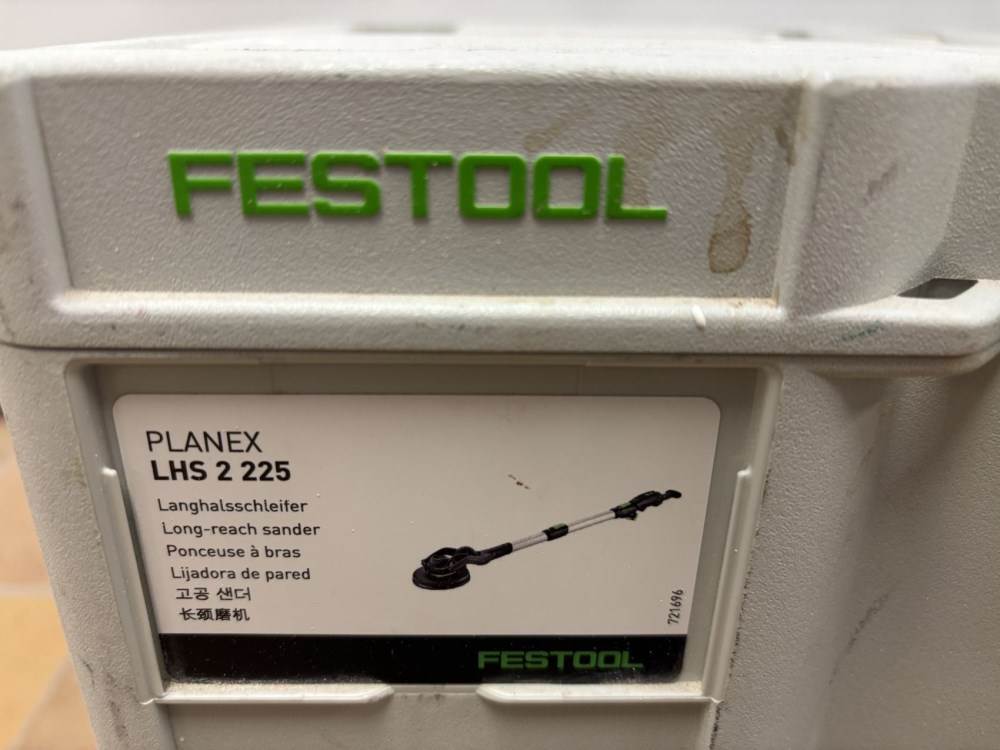 FESTOOL
PLANEX
LHS 2 225
Langhalsschleifer
Long-reach sander
Ponceuse à bras
Lijadora de pared
고공 샌더
长颈磨机
721696
FESTOOL